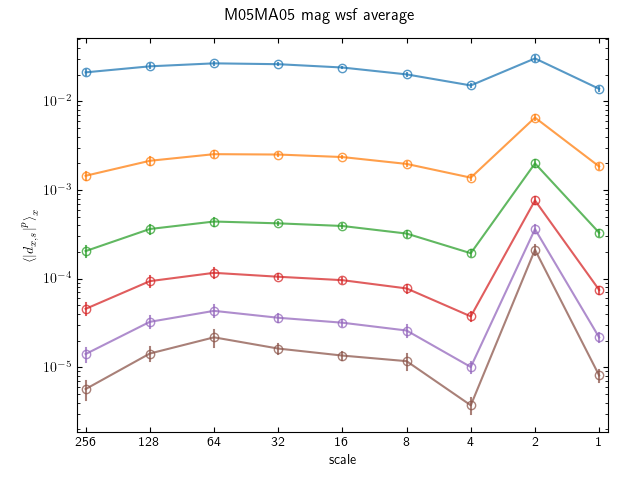 M05MA05 mag wsf average
⟨|d_{x,s}|^p⟩_x
10^{-2}
10^{-3}
10^{-4}
10^{-5}
256 128 64 32 16 8 4 2 1
scale